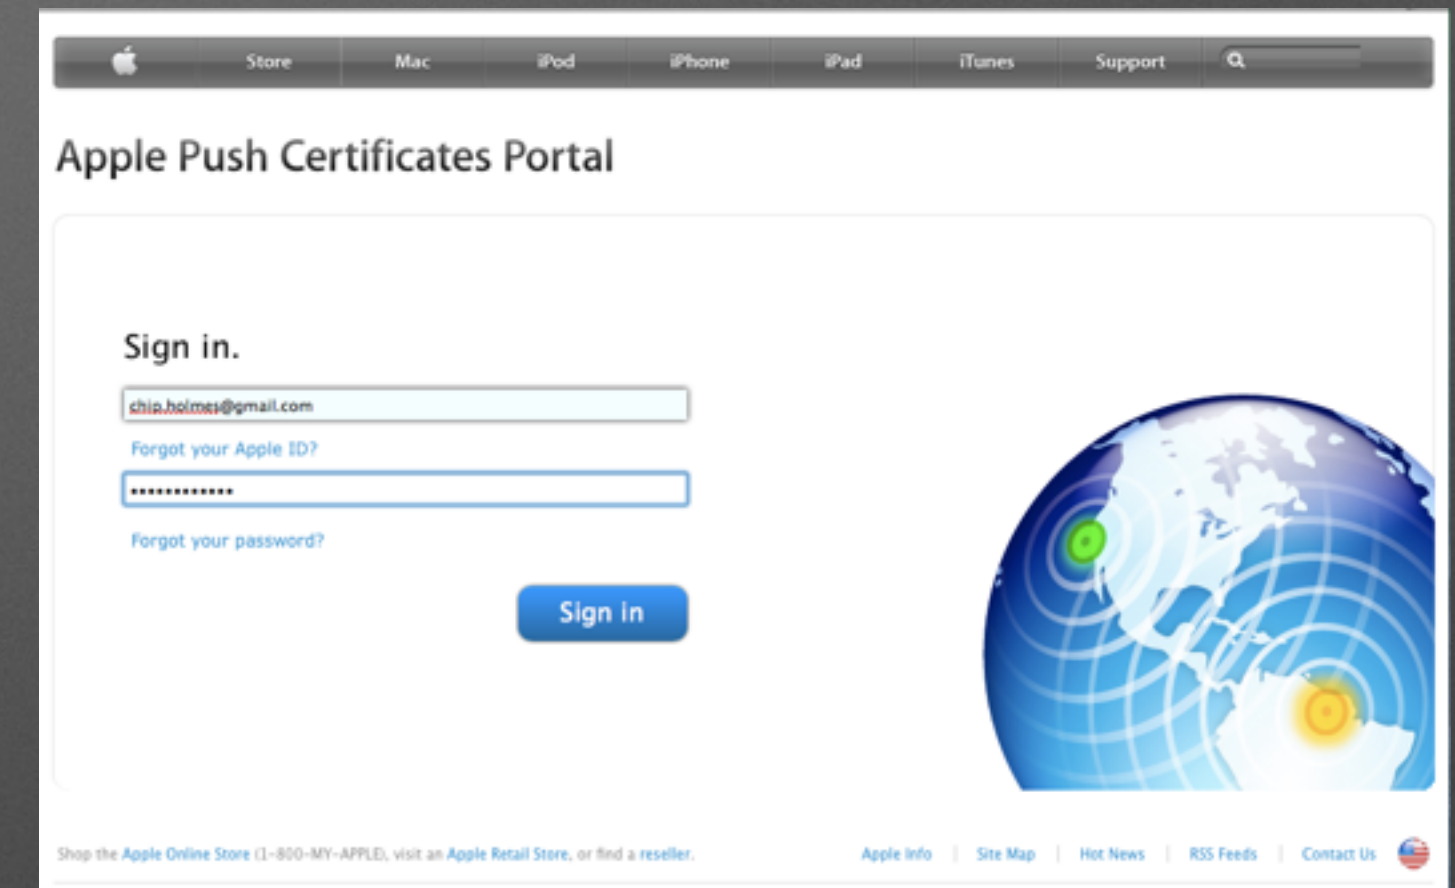 Store Mac iPod iPhone iPad iTunes Support
Apple Push Certificates Portal
Sign in.
chip.holmes@gmail.com
Forgot your Apple ID?
••••••••••••
Forgot your password?
Sign in
Shop the Apple Online Store (1-800-MY-APPLE), visit an Apple Retail Store, or find a reseller.
Apple Info | Site Map | Hot News | RSS Feeds | Contact Us